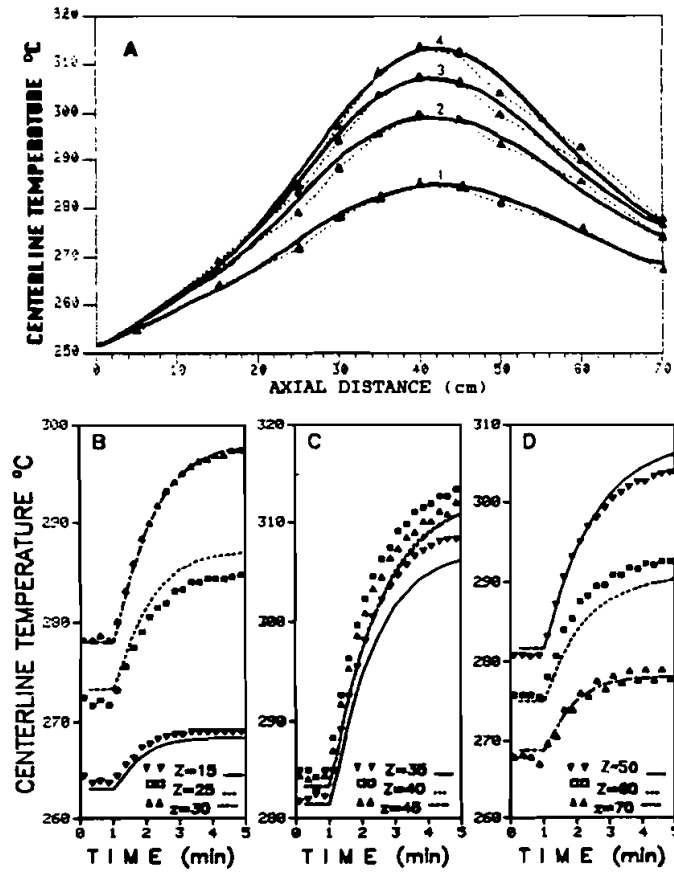 A
CENTERLINE TEMPERATURE °C
320
310
300
290
280
270
260
250
4
3
2
1
0 10 20 30 40 50 60 70
AXIAL DISTANCE (cm)
CENTERLINE TEMPERATURE °C
B
300
290
280
270
260
Z=15
Z=25
z=30
0 1 2 3 4 5
TIME (min)
C
320
310
300
290
280
Z=35
Z=40
z=45
0 1 2 3 4 5
TIME (min)
D
310
300
290
280
270
260
Z=50
Z=60
z=70
0 1 2 3 4 5
TIME (min)